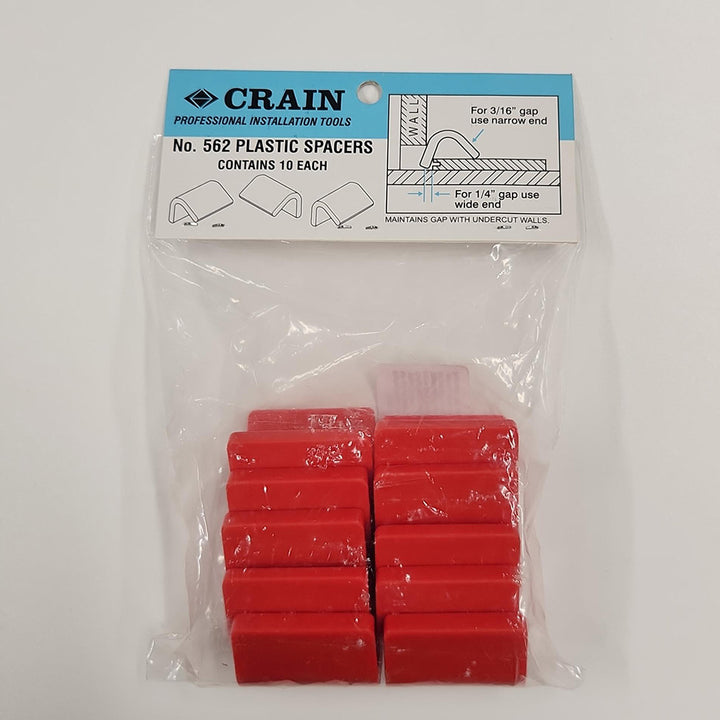 CRAIN
PROFESSIONAL INSTALLATION TOOLS
No. 562 PLASTIC SPACERS
CONTAINS 10 EACH
WALL
For 3/16" gap
use narrow end
For 1/4" gap use
wide end
MAINTAINS GAP WITH UNDERCUT WALLS.